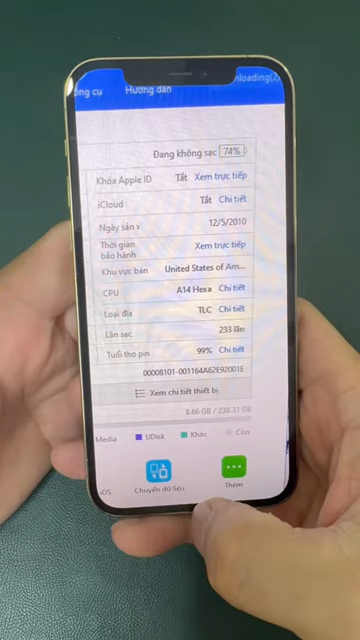 ông cụ Hướng dẫn nloading(2)
Đang không sạc 74%
Khóa Apple ID Tắt Xem trực tiếp
iCloud Tắt Chi tiết
Ngày sản x 12/5/2010
Thời gian
bảo hành Xem trực tiếp
Khu vực bán United States of Am...
CPU A14 Hexa Chi tiết
Loại đĩa TLC Chi tiết
Lần sạc 233 lần
Tuổi thọ pin 99% Chi tiết
00008101-001164A62E92001E
Xem chi tiết thiết bị
8.66 GB / 238.31 GB
Media UDisk Khác Còn
iOS Chuyển dữ liệu Thêm